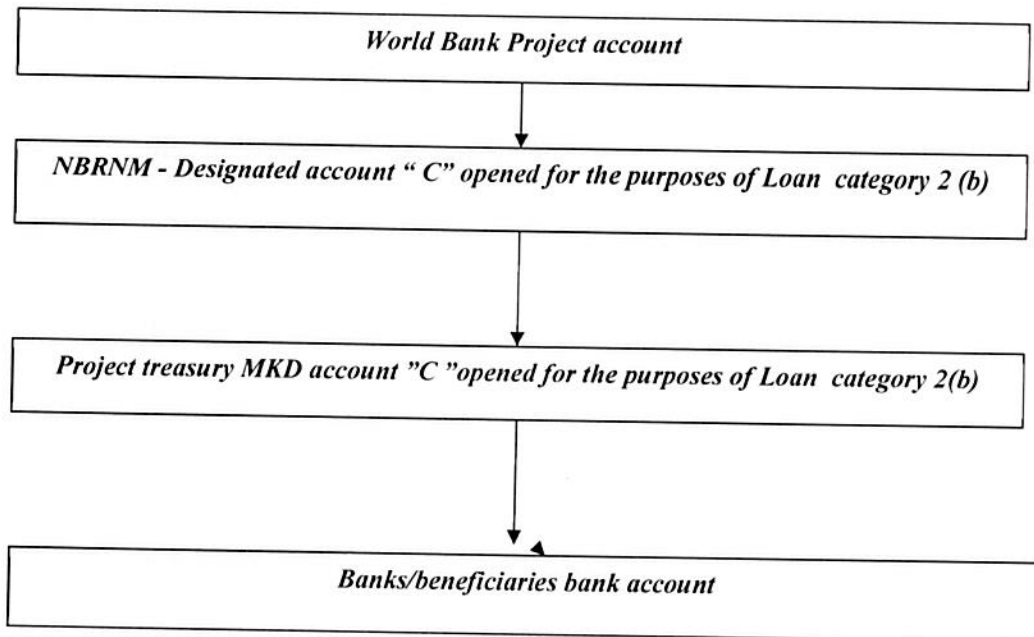 World Bank Project account
NBRNM - Designated account “ C” opened for the purposes of Loan category 2 (b)
Project treasury MKD account ”C ”opened for the purposes of Loan category 2(b)
Banks/beneficiaries bank account